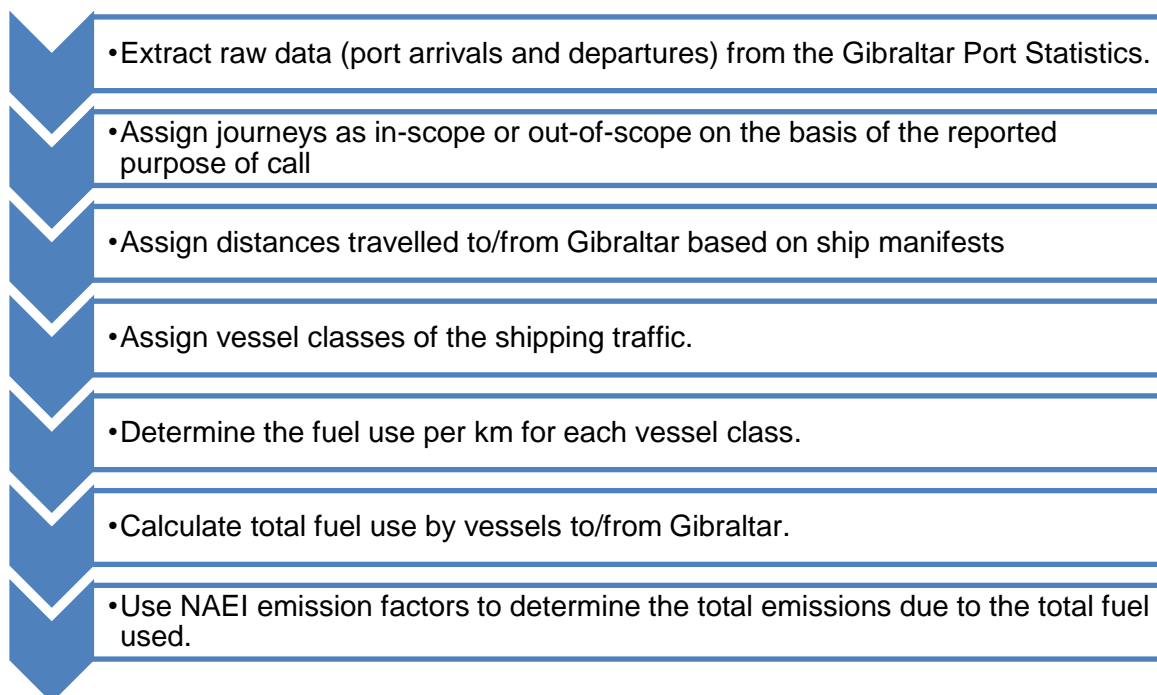 •Extract raw data (port arrivals and departures) from the Gibraltar Port Statistics.
•Assign journeys as in-scope or out-of-scope on the basis of the reported
purpose of call
•Assign distances travelled to/from Gibraltar based on ship manifests
•Assign vessel classes of the shipping traffic.
•Determine the fuel use per km for each vessel class.
•Calculate total fuel use by vessels to/from Gibraltar.
•Use NAEI emission factors to determine the total emissions due to the total fuel
used.